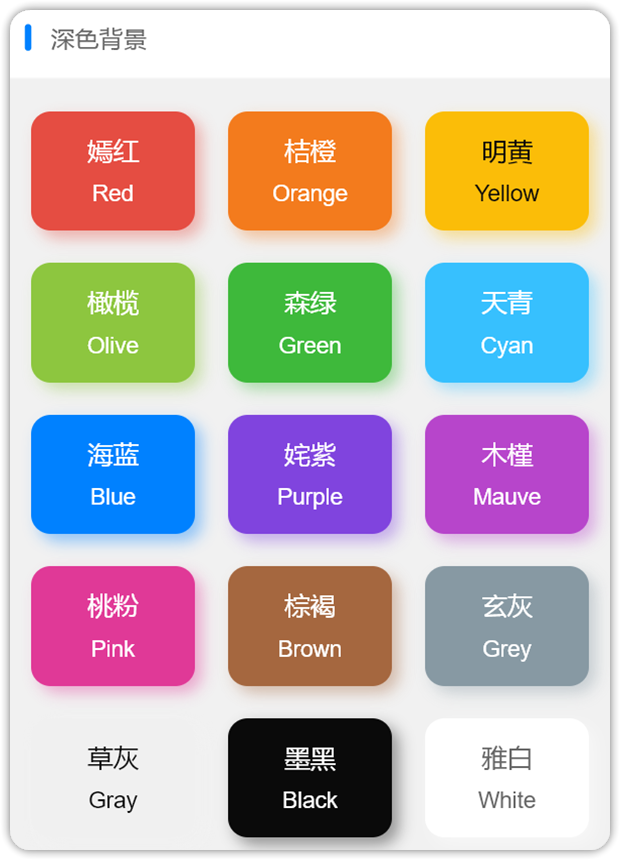 深色背景
嫣红
Red
桔橙
Orange
明黄
Yellow
橄榄
Olive
森绿
Green
天青
Cyan
海蓝
Blue
姹紫
Purple
木槿
Mauve
桃粉
Pink
棕褐
Brown
玄灰
Grey
草灰
Gray
墨黑
Black
雅白
White